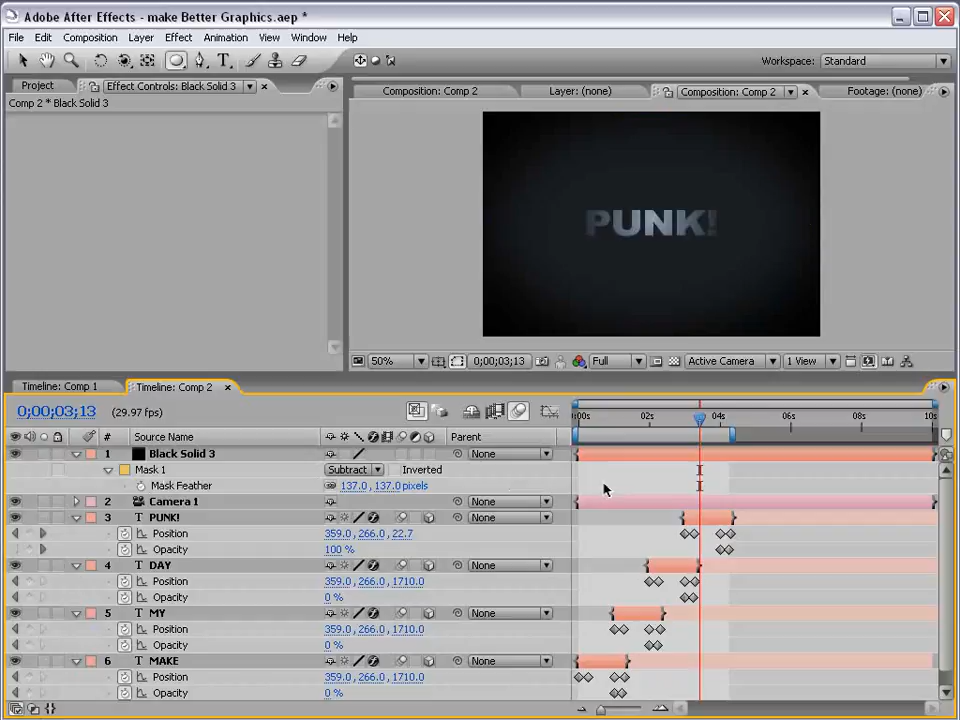 Adobe After Effects - make Better Graphics.aep *
File Edit Composition Layer Effect Animation View Window Help
T Workspace: Standard
Project Effect Controls: Black Solid 3
Composition: Comp 2 Layer: (none) Composition: Comp 2 Footage: (none)
Comp 2 * Black Solid 3
PUNK!
50% 0;00;03;13 Full Active Camera 1 View
Timeline: Comp 1 Timeline: Comp 2
0;00;03;13 (29.97 fps)
:00s 02s 04s 06s 08s 10s
# Source Name Parent
1 Black Solid 3 None
Mask 1 Subtract Inverted
Mask Feather 137.0, 137.0 pixels
2 Camera 1 None
3 T PUNK! None
Position 359.0, 266.0, 22.7
Opacity 100 %
4 T DAY None
Position 359.0, 266.0, 1710.0
Opacity 0 %
5 T MY None
Position 359.0, 266.0, 1710.0
Opacity 0 %
6 T MAKE None
Position 359.0, 266.0, 1710.0
Opacity 0 %